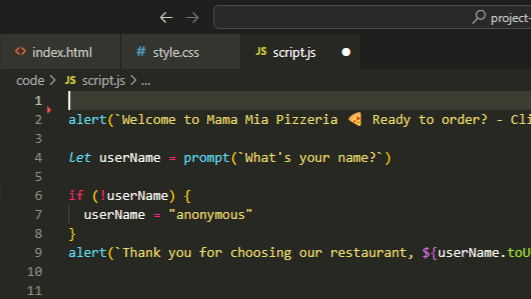 project-
index.html # style.css JS script.js
code > JS script.js > ...
1
2 alert(`Welcome to Mama Mia Pizzeria 🍕 Ready to order? - Cli
3
4 let userName = prompt(`What's your name?`)
5
6 if (!userName) {
7 userName = "anonymous"
8 }
9 alert(`Thank you for choosing our restaurant, ${userName.toU
10
11